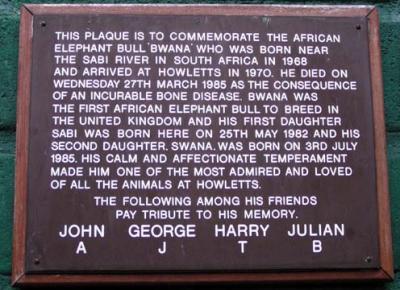 THIS PLAQUE IS TO COMMEMORATE THE AFRICAN
ELEPHANT BULL 'BWANA' WHO WAS BORN NEAR
THE SABI RIVER IN SOUTH AFRICA IN 1968
AND ARRIVED AT HOWLETTS IN 1970. HE DIED ON
WEDNESDAY 27TH MARCH 1985 AS THE CONSEQUENCE
OF AN INCURABLE BONE DISEASE. BWANA WAS
THE FIRST AFRICAN ELEPHANT BULL TO BREED IN
THE UNITED KINGDOM AND HIS FIRST DAUGHTER
SABI WAS BORN HERE ON 25TH MAY 1982 AND HIS
SECOND DAUGHTER, SWANA, WAS BORN ON 3RD JULY
1985. HIS CALM AND AFFECTIONATE TEMPERAMENT
MADE HIM ONE OF THE MOST ADMIRED AND LOVED
OF ALL THE ANIMALS AT HOWLETTS.
THE FOLLOWING AMONG HIS FRIENDS
PAY TRIBUTE TO HIS MEMORY.
JOHN GEORGE HARRY JULIAN
A J T B